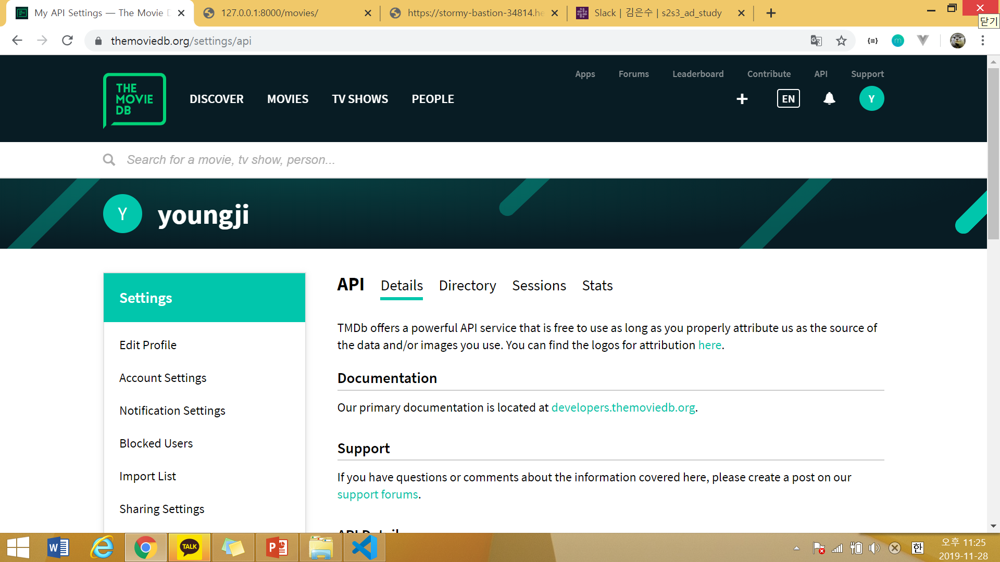 My API Settings — The Movie D
127.0.0.1:8000/movies/
https://stormy-bastion-34814.he
Slack | 김은수 | s2s3_ad_study
닫기
themoviedb.org/settings/api
{≡}
m
THE
MOVIE
DB
DISCOVER
MOVIES
TV SHOWS
PEOPLE
Apps
Forums
Leaderboard
Contribute
API
Support
EN
Y
Search for a movie, tv show, person...
Y
youngji
Settings
Edit Profile
Account Settings
Notification Settings
Blocked Users
Import List
Sharing Settings
API
Details
Directory
Sessions
Stats
TMDb offers a powerful API service that is free to use as long as you properly attribute us as the source of
the data and/or images you use. You can find the logos for attribution here.
Documentation
Our primary documentation is located at developers.themoviedb.org.
Support
If you have questions or comments about the information covered here, please create a post on our
support forums.
API Detail
W
TALK
P
한
오후 11:25
2019-11-28